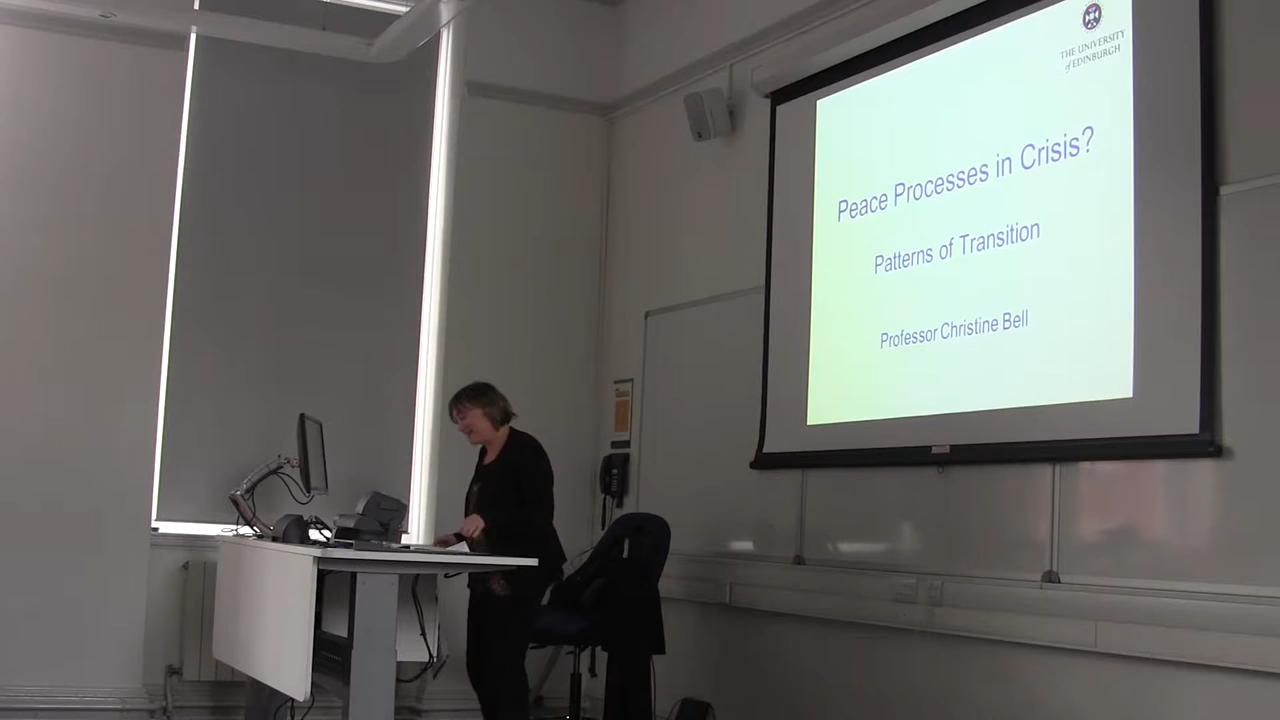 THE UNIVERSITY
of EDINBURGH
Peace Processes in Crisis?
Patterns of Transition
Professor Christine Bell